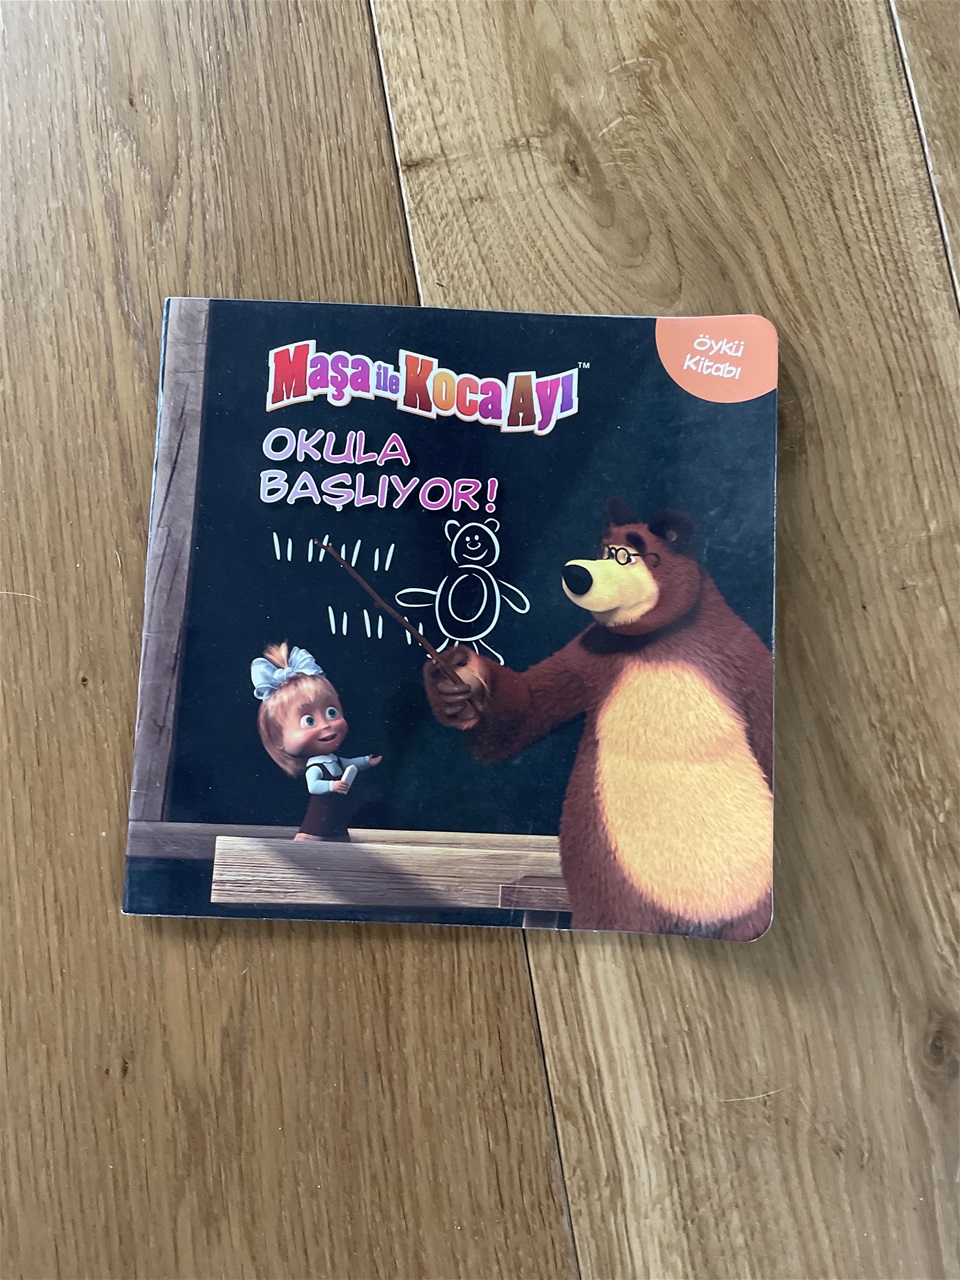 Maşa ile Koca Ayı™
OKULA
BAŞLIYOR!
Öykü
Kitabı